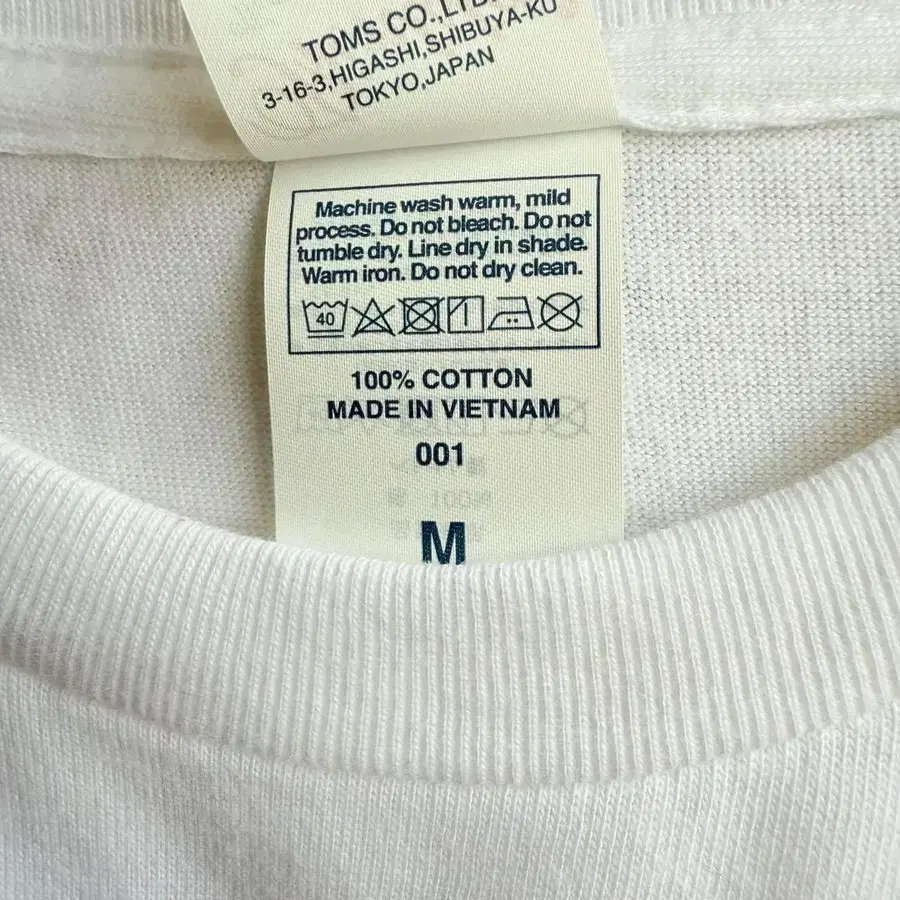 TOMS CO.,LTD.
3-16-3,HIGASHI,SHIBUYA-KU
TOKYO,JAPAN
Machine wash warm, mild
process. Do not bleach. Do not
tumble dry. Line dry in shade.
Warm iron. Do not dry clean.
40
100% COTTON
MADE IN VIETNAM
001
M